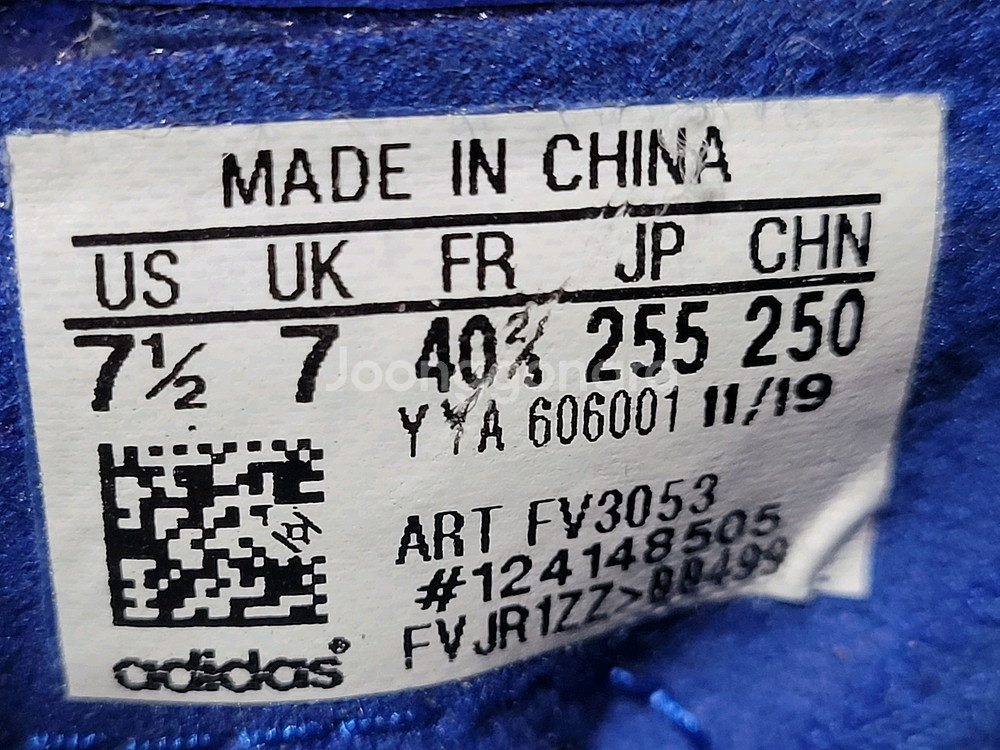 MADE IN CHINA
US UK FR JP CHN
7½ 7 40⅔ 255 250
YYA 606001 11/19
ART FV3053
#124148505
FVJR1ZZ>
adidas®
Joonggonara